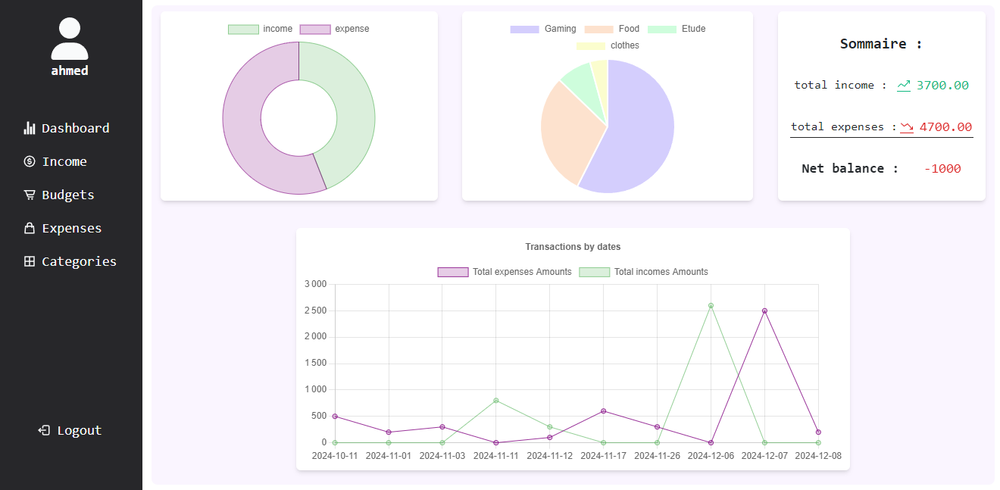 ahmed
Dashboard
Income
Budgets
Expenses
Categories
Logout
income expense
Gaming Food Etude
clothes
Sommaire :
total income : 3700.00
total expenses : 4700.00
Net balance : -1000
Transactions by dates
Total expenses Amounts Total incomes Amounts
3 000
2 500
2 000
1 500
1 000
500
0
2024-10-11 2024-11-01 2024-11-03 2024-11-11 2024-11-12 2024-11-17 2024-11-26 2024-12-06 2024-12-07 2024-12-08